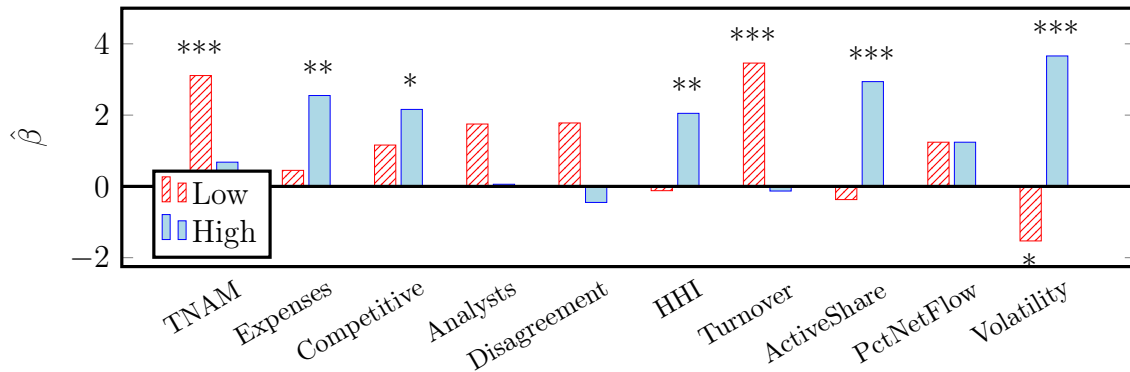 ***
***
***
4
**
***
*
**
2
β̂
0
Low
High
−2
*
TNAM
Expenses
Competitive
Analysts
Disagreement
HHI
Turnover
ActiveShare
PctNetFlow
Volatility